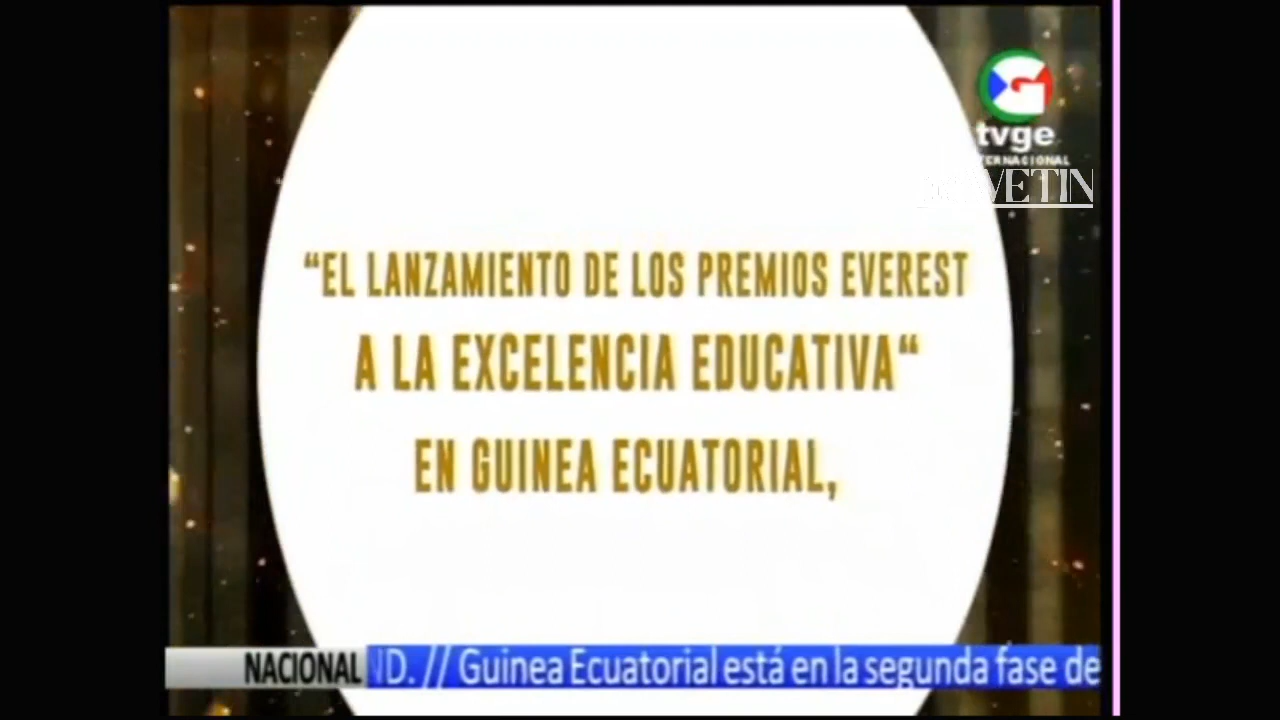 tvge
“EL LANZAMIENTO DE LOS PREMIOS EVEREST
A LA EXCELENCIA EDUCATIVA“
EN GUINEA ECUATORIAL,
NACIONAL
D. // Guinea Ecuatorial está en la segunda fase de